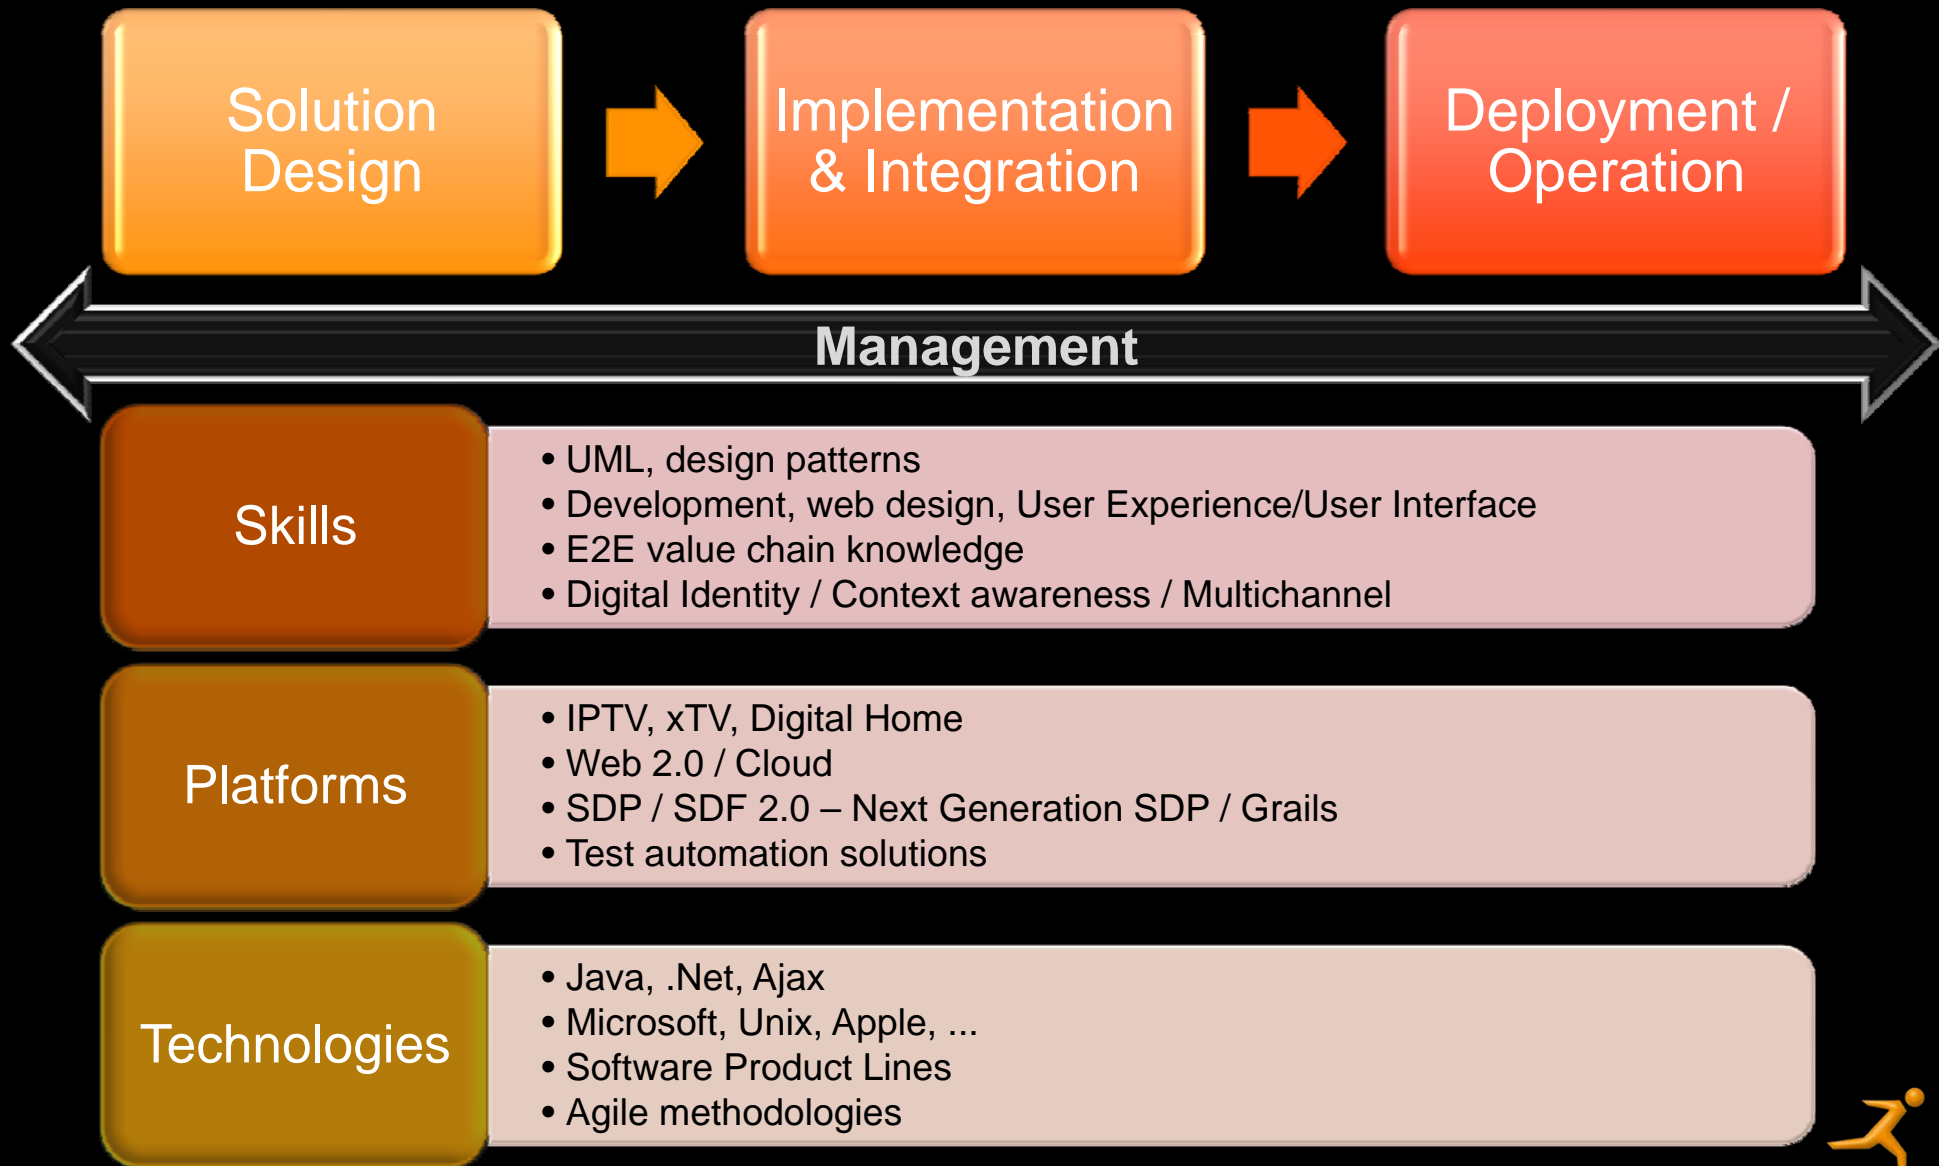 Solution
Design
Implementation
& Integration
Deployment /
Operation
Management
Skills
• UML, design patterns
• Development, web design, User Experience/User Interface
• E2E value chain knowledge
• Digital Identity / Context awareness / Multichannel
Platforms
• IPTV, xTV, Digital Home
• Web 2.0 / Cloud
• SDP / SDF 2.0 – Next Generation SDP / Grails
• Test automation solutions
Technologies
• Java, .Net, Ajax
• Microsoft, Unix, Apple, ...
• Software Product Lines
• Agile methodologies